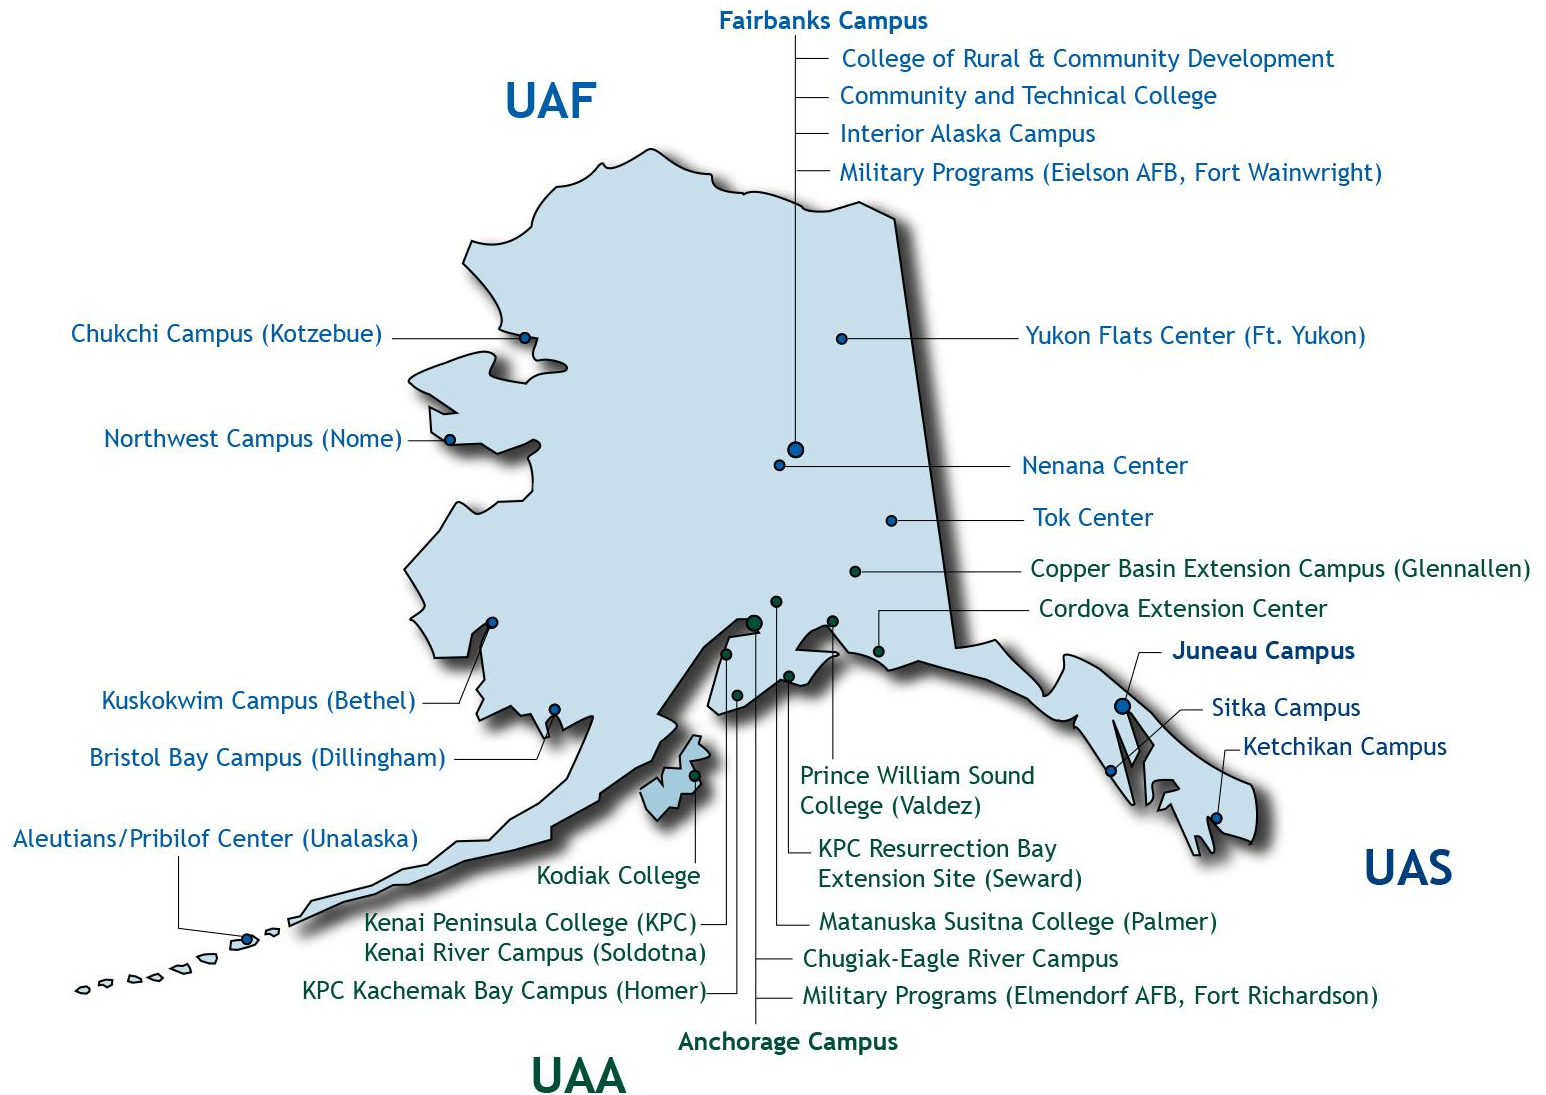 Fairbanks Campus
College of Rural & Community Development
UAF
Community and Technical College
Interior Alaska Campus
Military Programs (Eielson AFB, Fort Wainwright)
Chukchi Campus (Kotzebue)
Yukon Flats Center (Ft. Yukon)
Northwest Campus (Nome)
Nenana Center
Tok Center
Copper Basin Extension Campus (Glennallen)
Cordova Extension Center
Juneau Campus
Kuskokwim Campus (Bethel)
Sitka Campus
Ketchikan Campus
Bristol Bay Campus (Dillingham)
Prince William Sound
College (Valdez)
Aleutians/Pribilof Center (Unalaska)
KPC Resurrection Bay
Extension Site (Seward)
UAS
Kodiak College
Kenai Peninsula College (KPC)
Kenai River Campus (Soldotna)
Matanuska Susitna College (Palmer)
Chugiak-Eagle River Campus
KPC Kachemak Bay Campus (Homer)
Military Programs (Elmendorf AFB, Fort Richardson)
Anchorage Campus
UAA